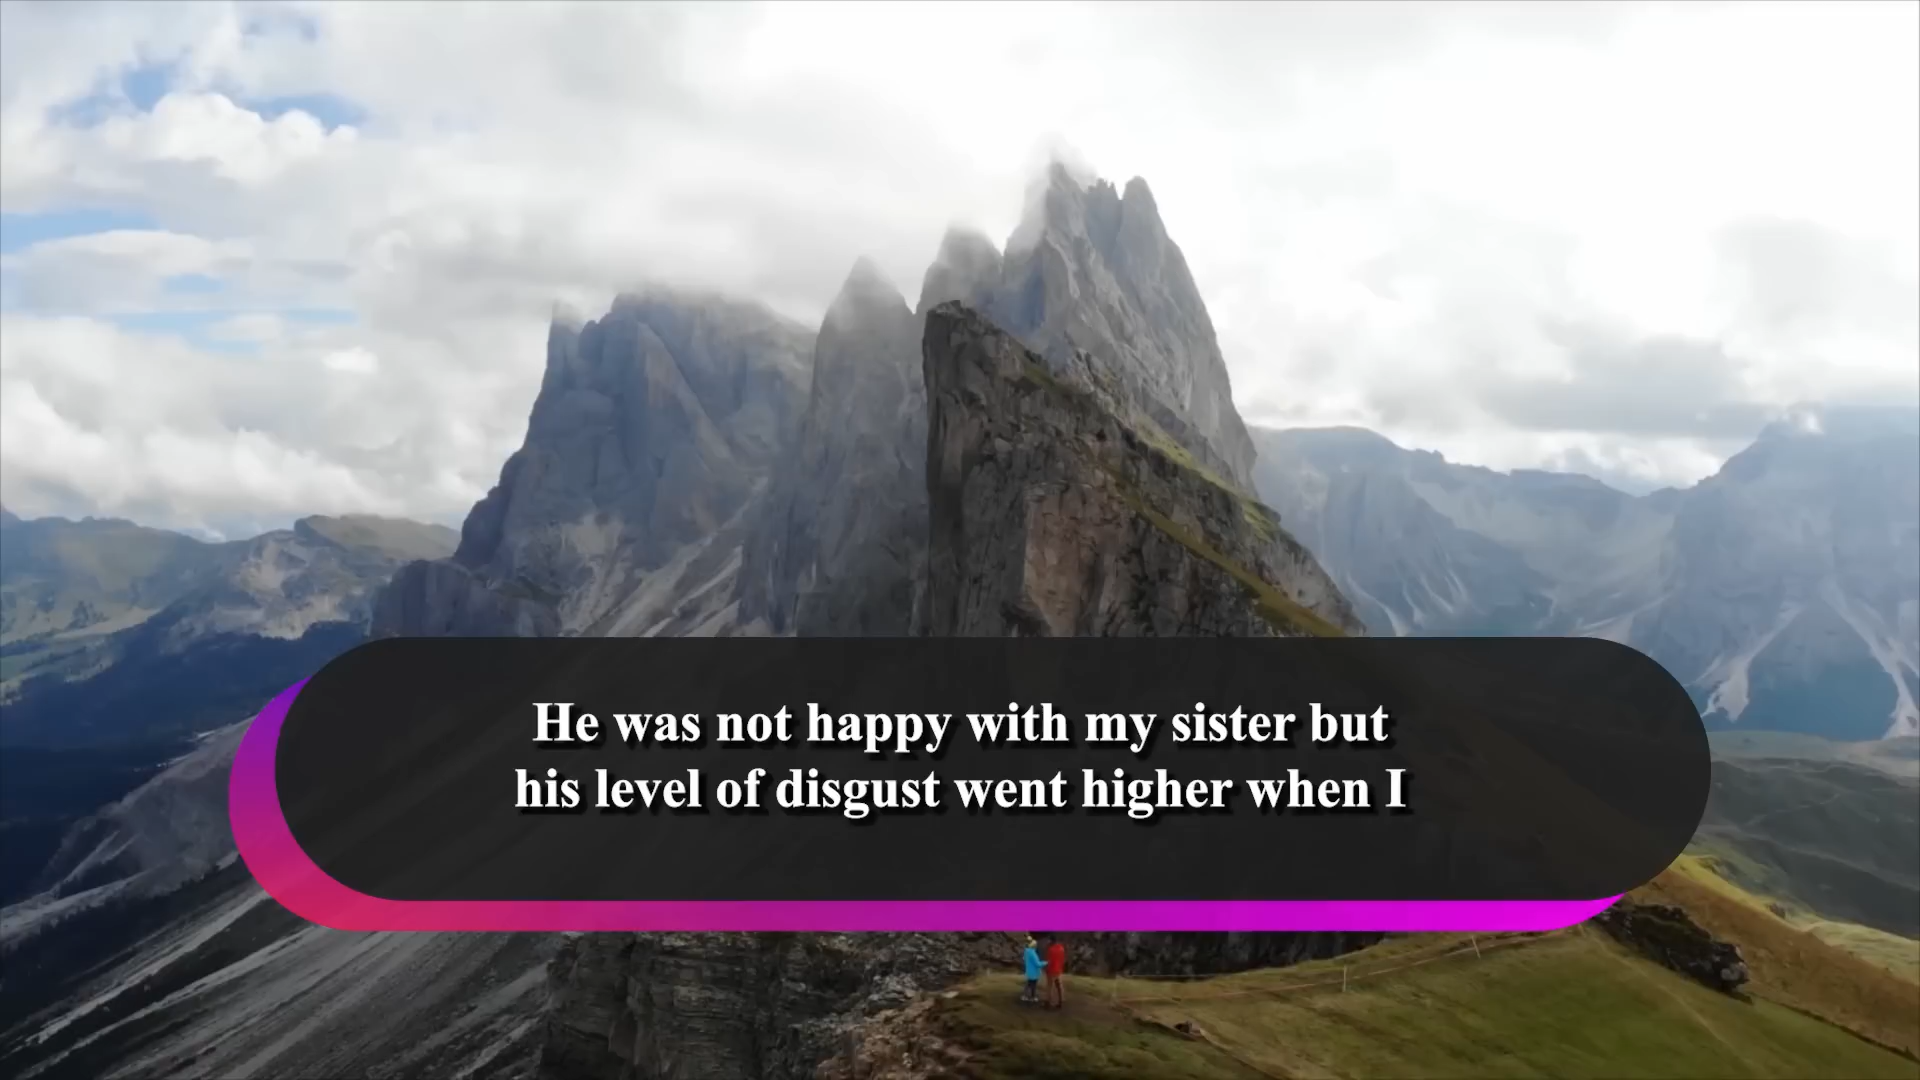 He was not happy with my sister but
his level of disgust went higher when I